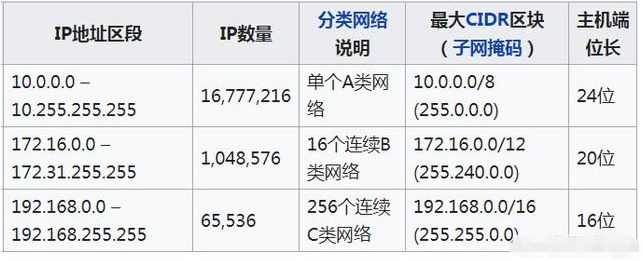 IP地址区段 IP数量 分类网络 最大CIDR区块 主机端
说明 (子网掩码) 位长
10.0.0.0 – 单个A类网 10.0.0.0/8
10.255.255.255 16,777,216 络 (255.0.0.0) 24位
172.16.0.0 – 16个连续B 172.16.0.0/12
172.31.255.255 1,048,576 类网络 (255.240.0.0) 20位
192.168.0.0 – 256个连续 192.168.0.0/16
192.168.255.255 65,536 C类网络 (255.255.0.0) 16位